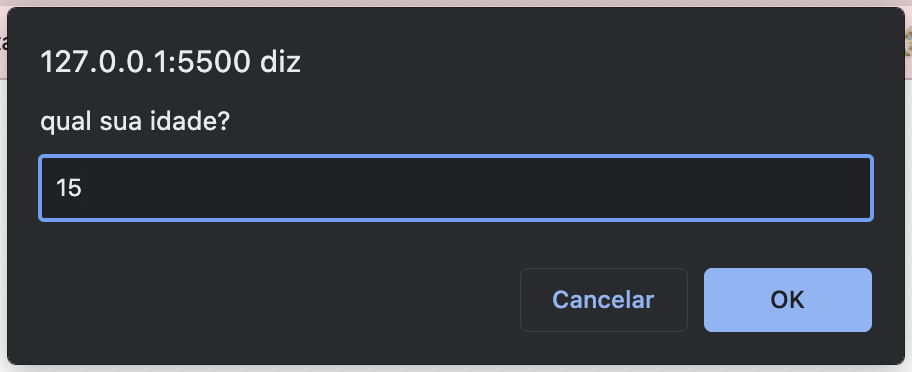 127.0.0.1:5500 diz
qual sua idade?
15
Cancelar
OK